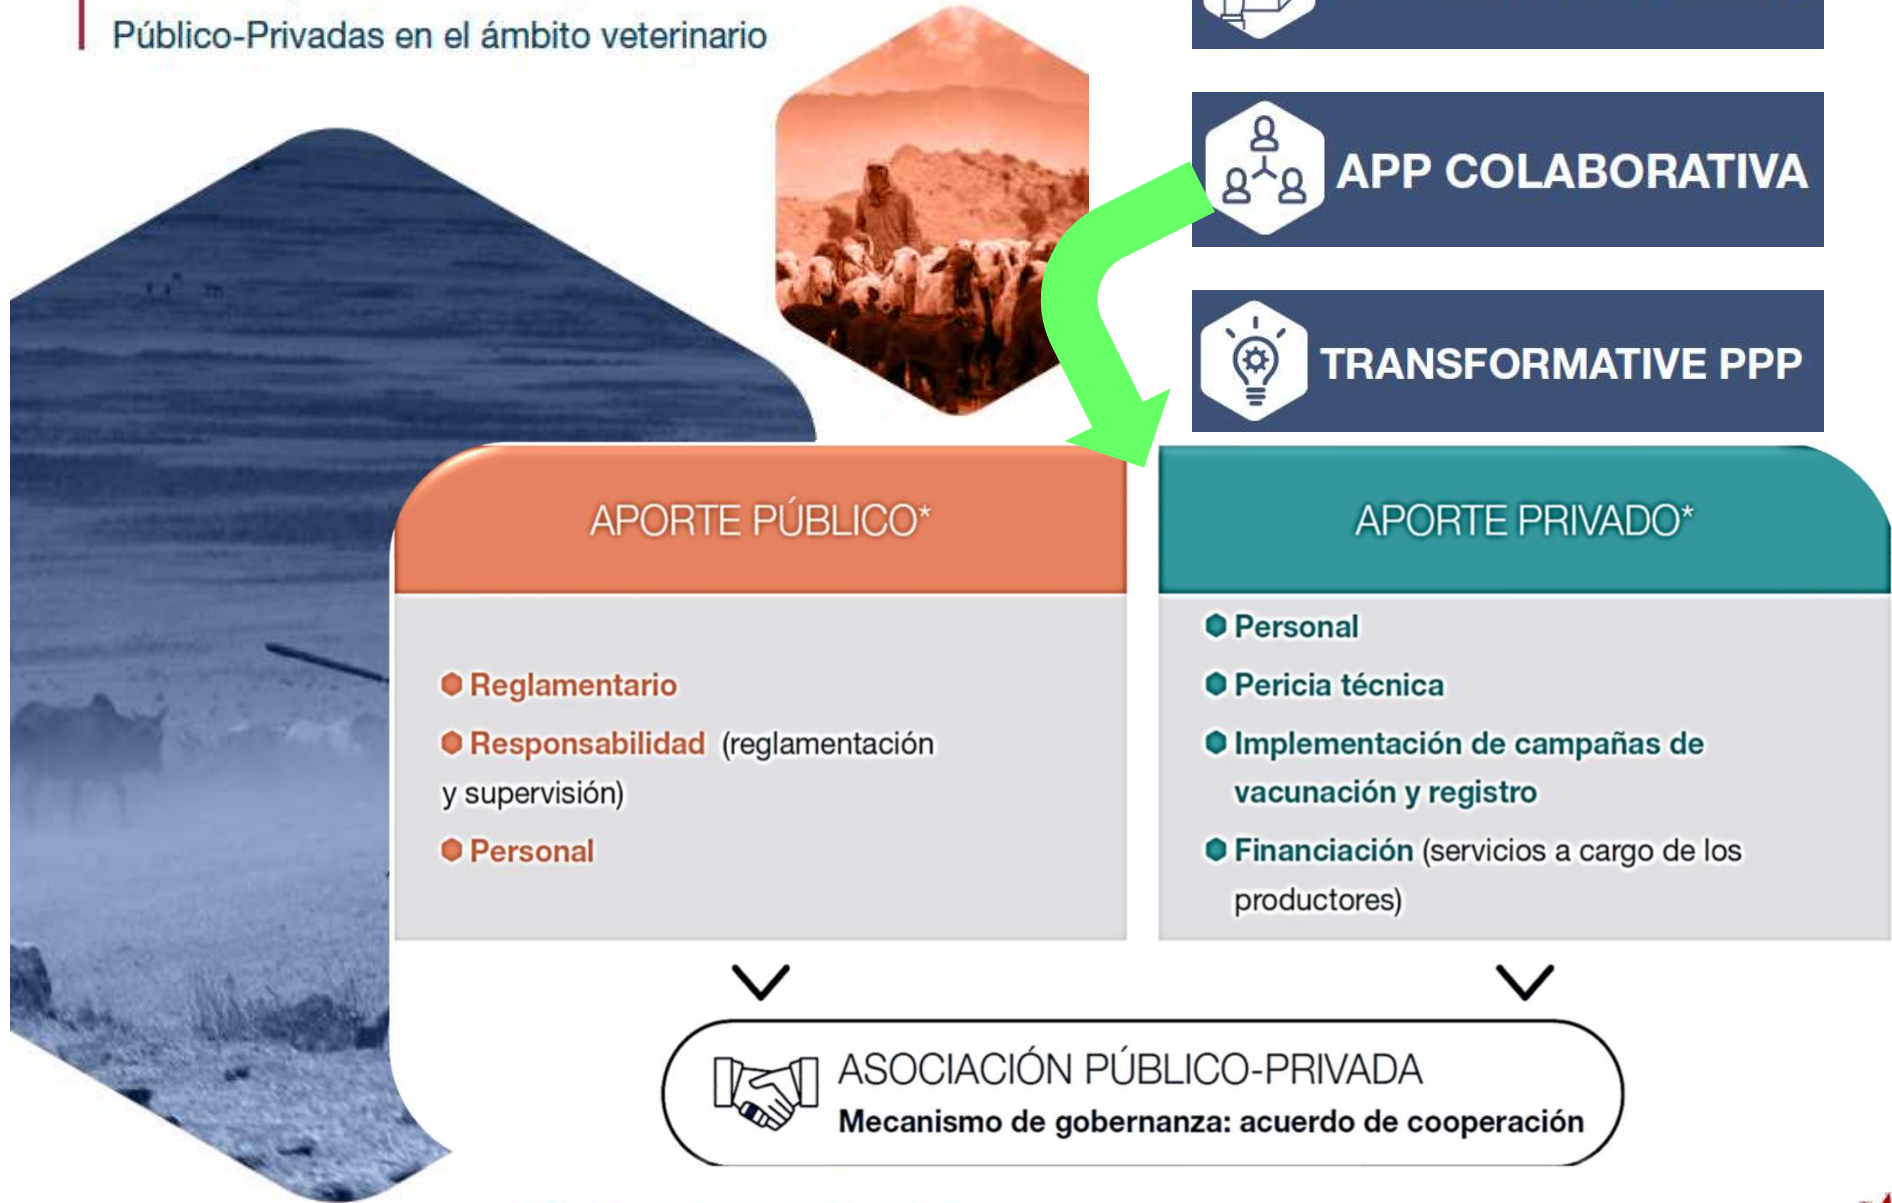 Público-Privadas en el ámbito veterinario
APP COLABORATIVA
TRANSFORMATIVE PPP
APORTE PÚBLICO*
Reglamentario
Responsabilidad (reglamentación
y supervisión)
Personal
APORTE PRIVADO*
Personal
Pericia técnica
Implementación de campañas de
vacunación y registro
Financiación (servicios a cargo de los
productores)
ASOCIACIÓN PÚBLICO-PRIVADA
Mecanismo de gobernanza: acuerdo de cooperación